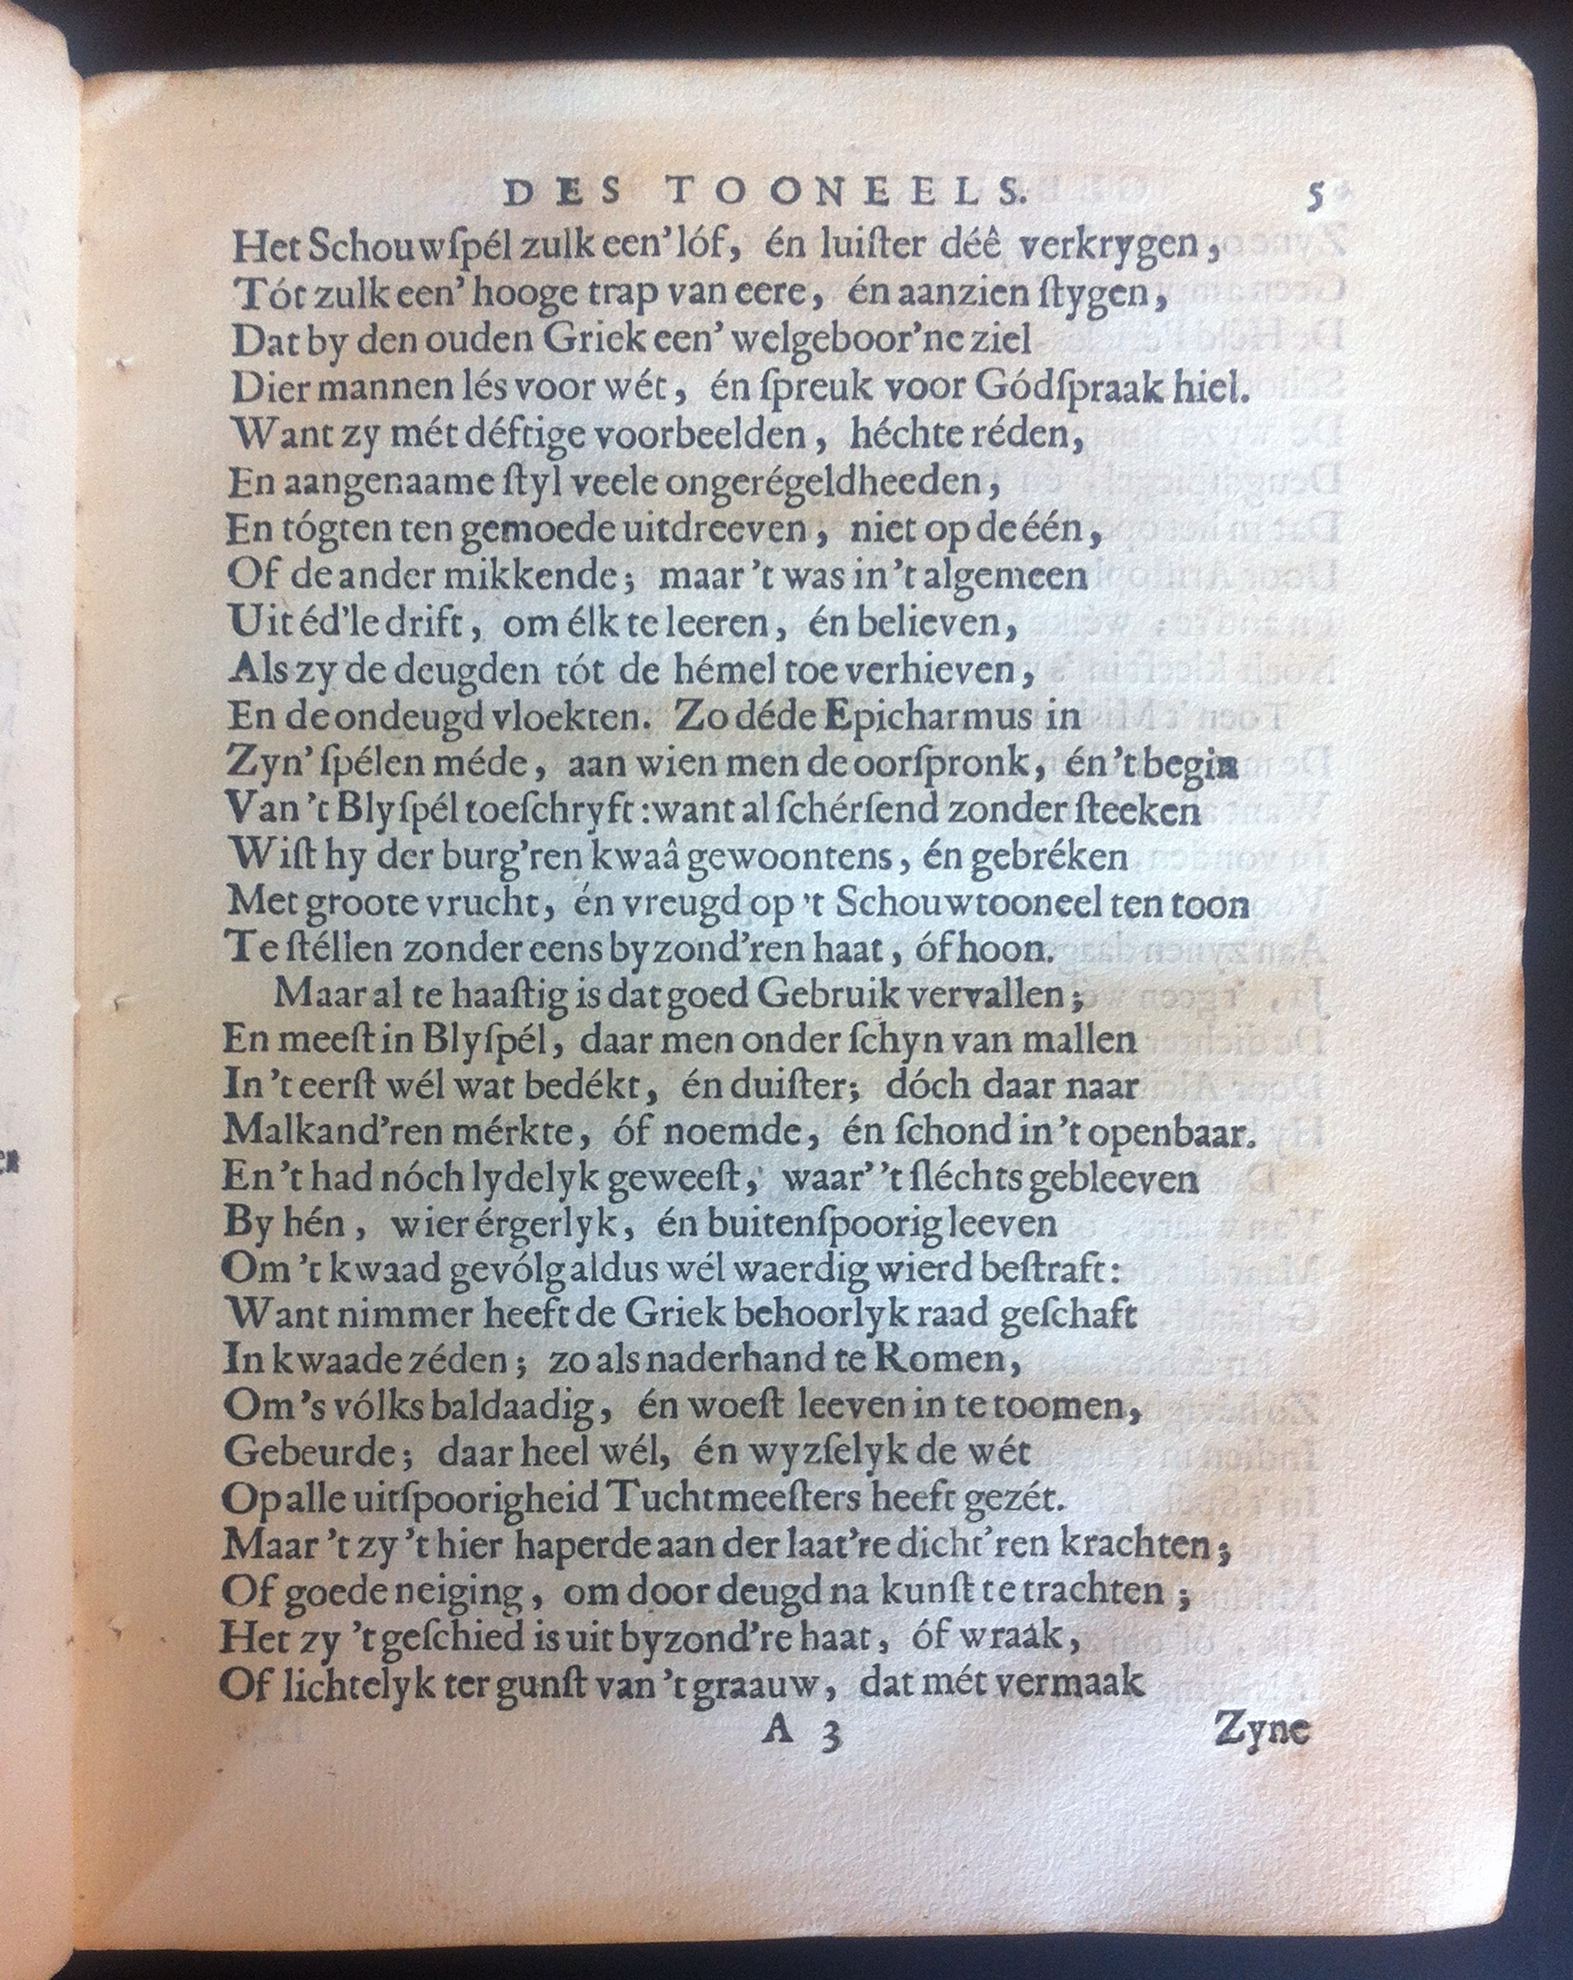 DES TOONEELS. 5
Het Schouwſpél zulk een' lóf, én luiſter déê verkrygen,
Tót zulk een' hooge trap van eere, én aanzien ſtygen,
Dat by den ouden Griek een' welgeboor'ne ziel
Dier mannen lés voor wét, én ſpreuk voor Gódſpraak hiel.
Want zy mét déftige voorbeelden, héchte réden,
En aangenaame ſtyl veele ongerégeldheeden,
En tógten ten gemoede uitdreeven, niet op de één,
Of de ander mikkende; maar 't was in 't algemeen
Uit éd'le drift, om élk te leeren, én believen,
Als zy de deugden tót de hémel toe verhieven,
En de ondeugd vloekten. Zo déde Epicharmus in
Zyn' ſpélen méde, aan wien men de oorſpronk, én 't begin
Van 't Blyſpél toeſchryft: want al ſchérſend zonder ſteeken
Wiſt hy der burg'ren kwaâ gewoontens, én gebréken
Met groote vrucht, én vreugd op 't Schouwtooneel ten toon
Te ſtéllen zonder eens byzond'ren haat, óf hoon.
Maar al te haaſtig is dat goed Gebruik vervallen;
En meeſt in Blyſpél, daar men onder ſchyn van mallen
In 't eerſt wél wat bedékt, én duiſter; dóch daar naar
Malkand'ren mérkte, óf noemde, én ſchond in 't openbaar.
En 't had nóch lydelyk geweeſt, waar' 't ſléchts gebleeven
By hén, wier érgerlyk, én buitenſpoorig leeven
Om 't kwaad gevólg aldus wél waerdig wierd beſtraft:
Want nimmer heeft de Griek behoorlyk raad geſchaft
In kwaade zéden; zo als naderhand te Romen,
Om 's vólks baldaadig, én woeſt leeven in te toomen,
Gebeurde; daar heel wél, én wyzſelyk de wét
Op alle uitſpoorigheid Tuchtmeeſters heeft gezét.
Maar 't zy 't hier haperde aan der laat're dicht'ren krachten;
Of goede neiging, om door deugd na kunſt te trachten;
Het zy 't geſchied is uit byzond're haat, óf wraak,
Of lichtelyk ter gunſt van 't graauw, dat mét vermaak
A 3 Zyne